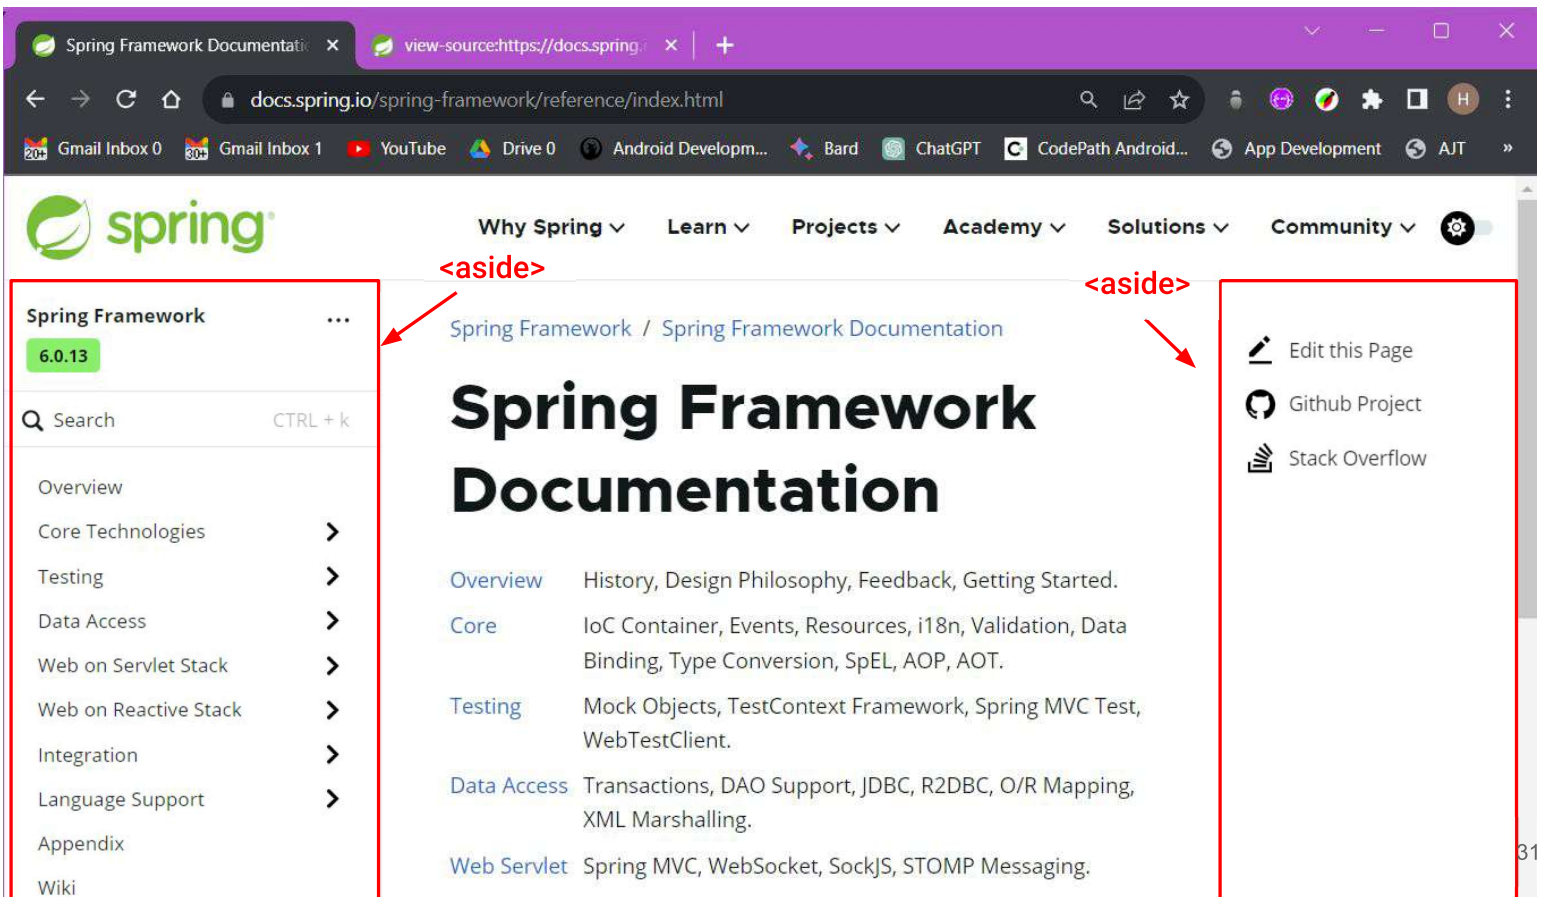 Spring Framework Documentati
view-source:https://docs.spring.
docs.spring.io/spring-framework/reference/index.html
H
20+ Gmail Inbox 0
30+ Gmail Inbox 1
YouTube
Drive 0
Android Developm...
Bard
ChatGPT
CodePath Android...
App Development
AJT
»
spring
Why Spring
Learn
Projects
Academy
Solutions
Community
<aside>
<aside>
Spring Framework
...
6.0.13
Search CTRL + k
Overview
Core Technologies
Testing
Data Access
Web on Servlet Stack
Web on Reactive Stack
Integration
Language Support
Appendix
Wiki
Spring Framework / Spring Framework Documentation
Spring Framework
Documentation
Overview History, Design Philosophy, Feedback, Getting Started.
Core IoC Container, Events, Resources, i18n, Validation, Data
Binding, Type Conversion, SpEL, AOP, AOT.
Testing Mock Objects, TestContext Framework, Spring MVC Test,
WebTestClient.
Data Access Transactions, DAO Support, JDBC, R2DBC, O/R Mapping,
XML Marshalling.
Web Servlet Spring MVC, WebSocket, SockJS, STOMP Messaging.
Edit this Page
Github Project
Stack Overflow
31